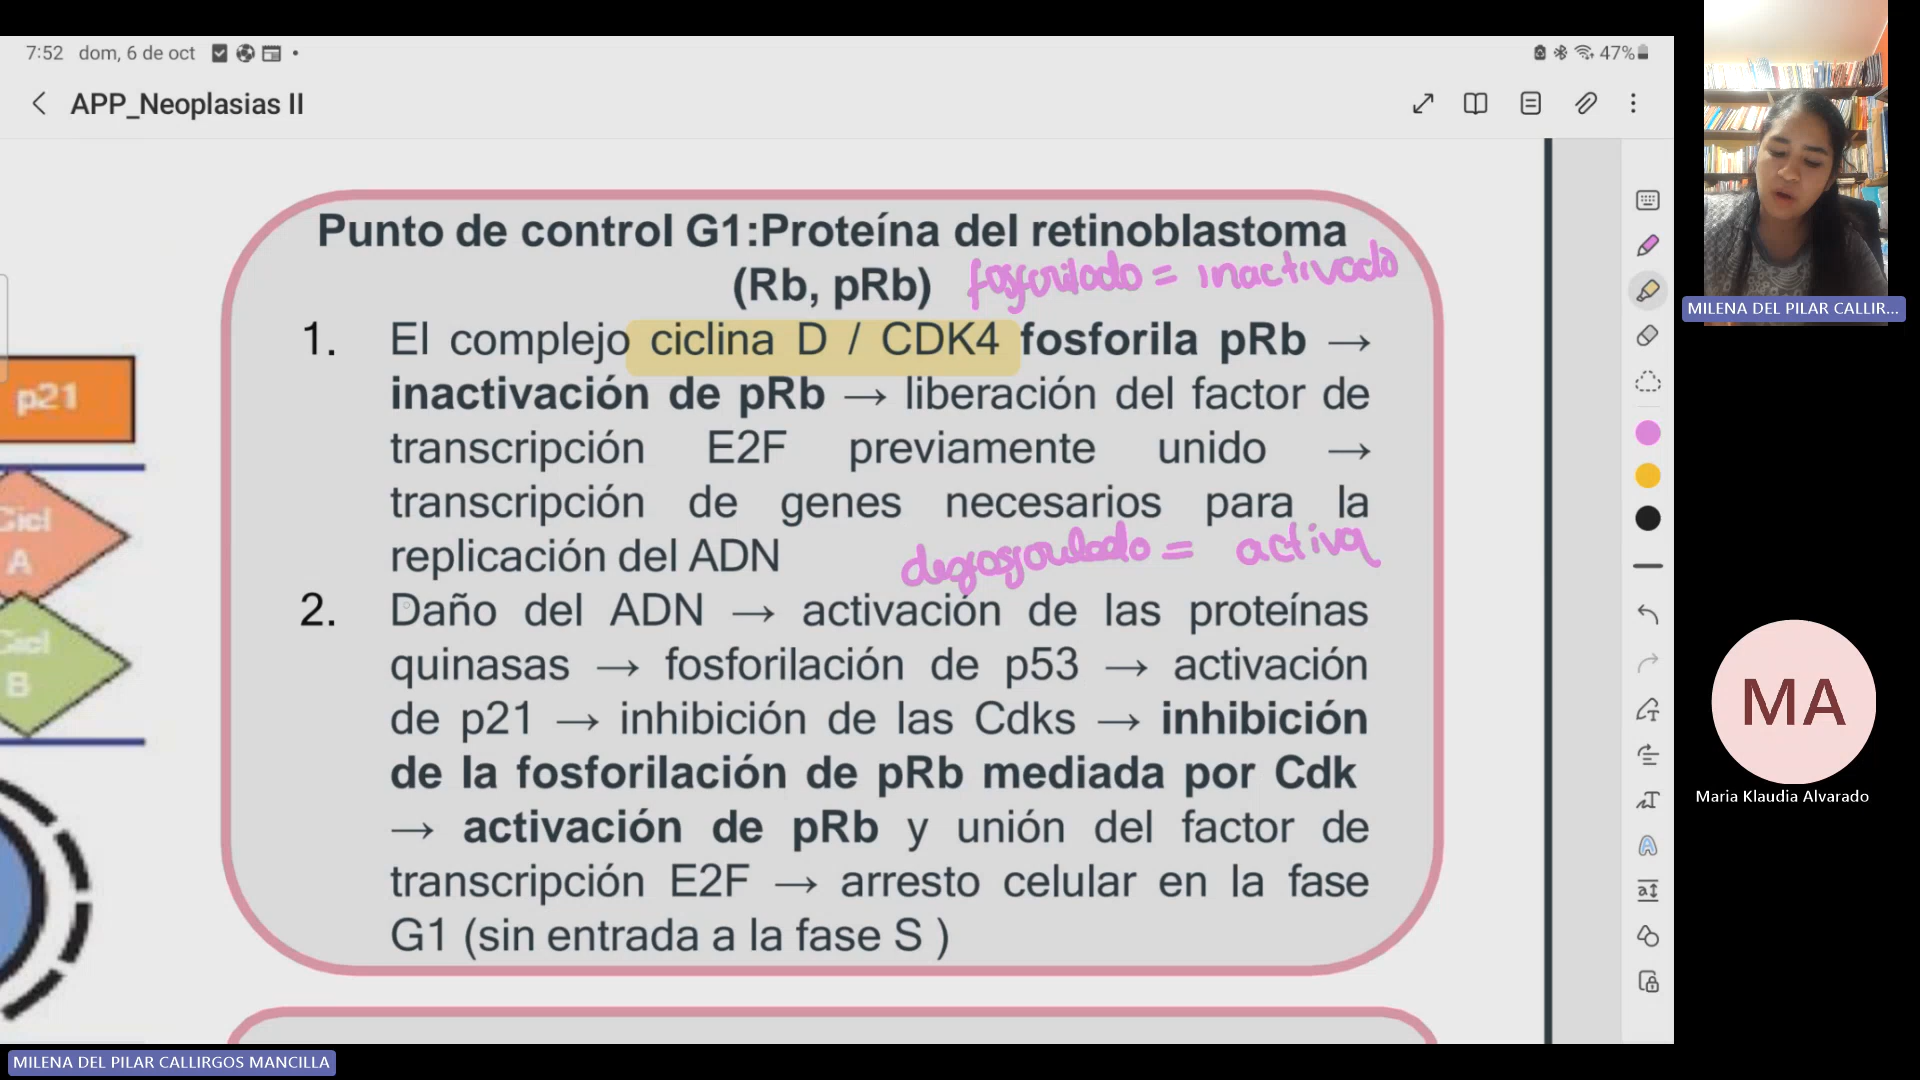 7:52 dom, 6 de oct
47%
APP_Neoplasias II
Punto de control G1:Proteína del retinoblastoma
(Rb, pRb) fosforilado = inactivado
1. El complejo ciclina D / CDK4 fosforila pRb →
inactivación de pRb → liberación del factor de
transcripción E2F previamente unido →
transcripción de genes necesarios para la
replicación del ADN
desfosforilado = activa
2. Daño del ADN → activación de las proteínas
quinasas → fosforilación de p53 → activación
de p21 → inhibición de las Cdks → inhibición
de la fosforilación de pRb mediada por Cdk
→ activación de pRb y unión del factor de
transcripción E2F → arresto celular en la fase
G1 (sin entrada a la fase S )
p21
Cicl
A
Cicl
B
MILENA DEL PILAR CALLIR...
MA
Maria Klaudia Alvarado
MILENA DEL PILAR CALLIRGOS MANCILLA